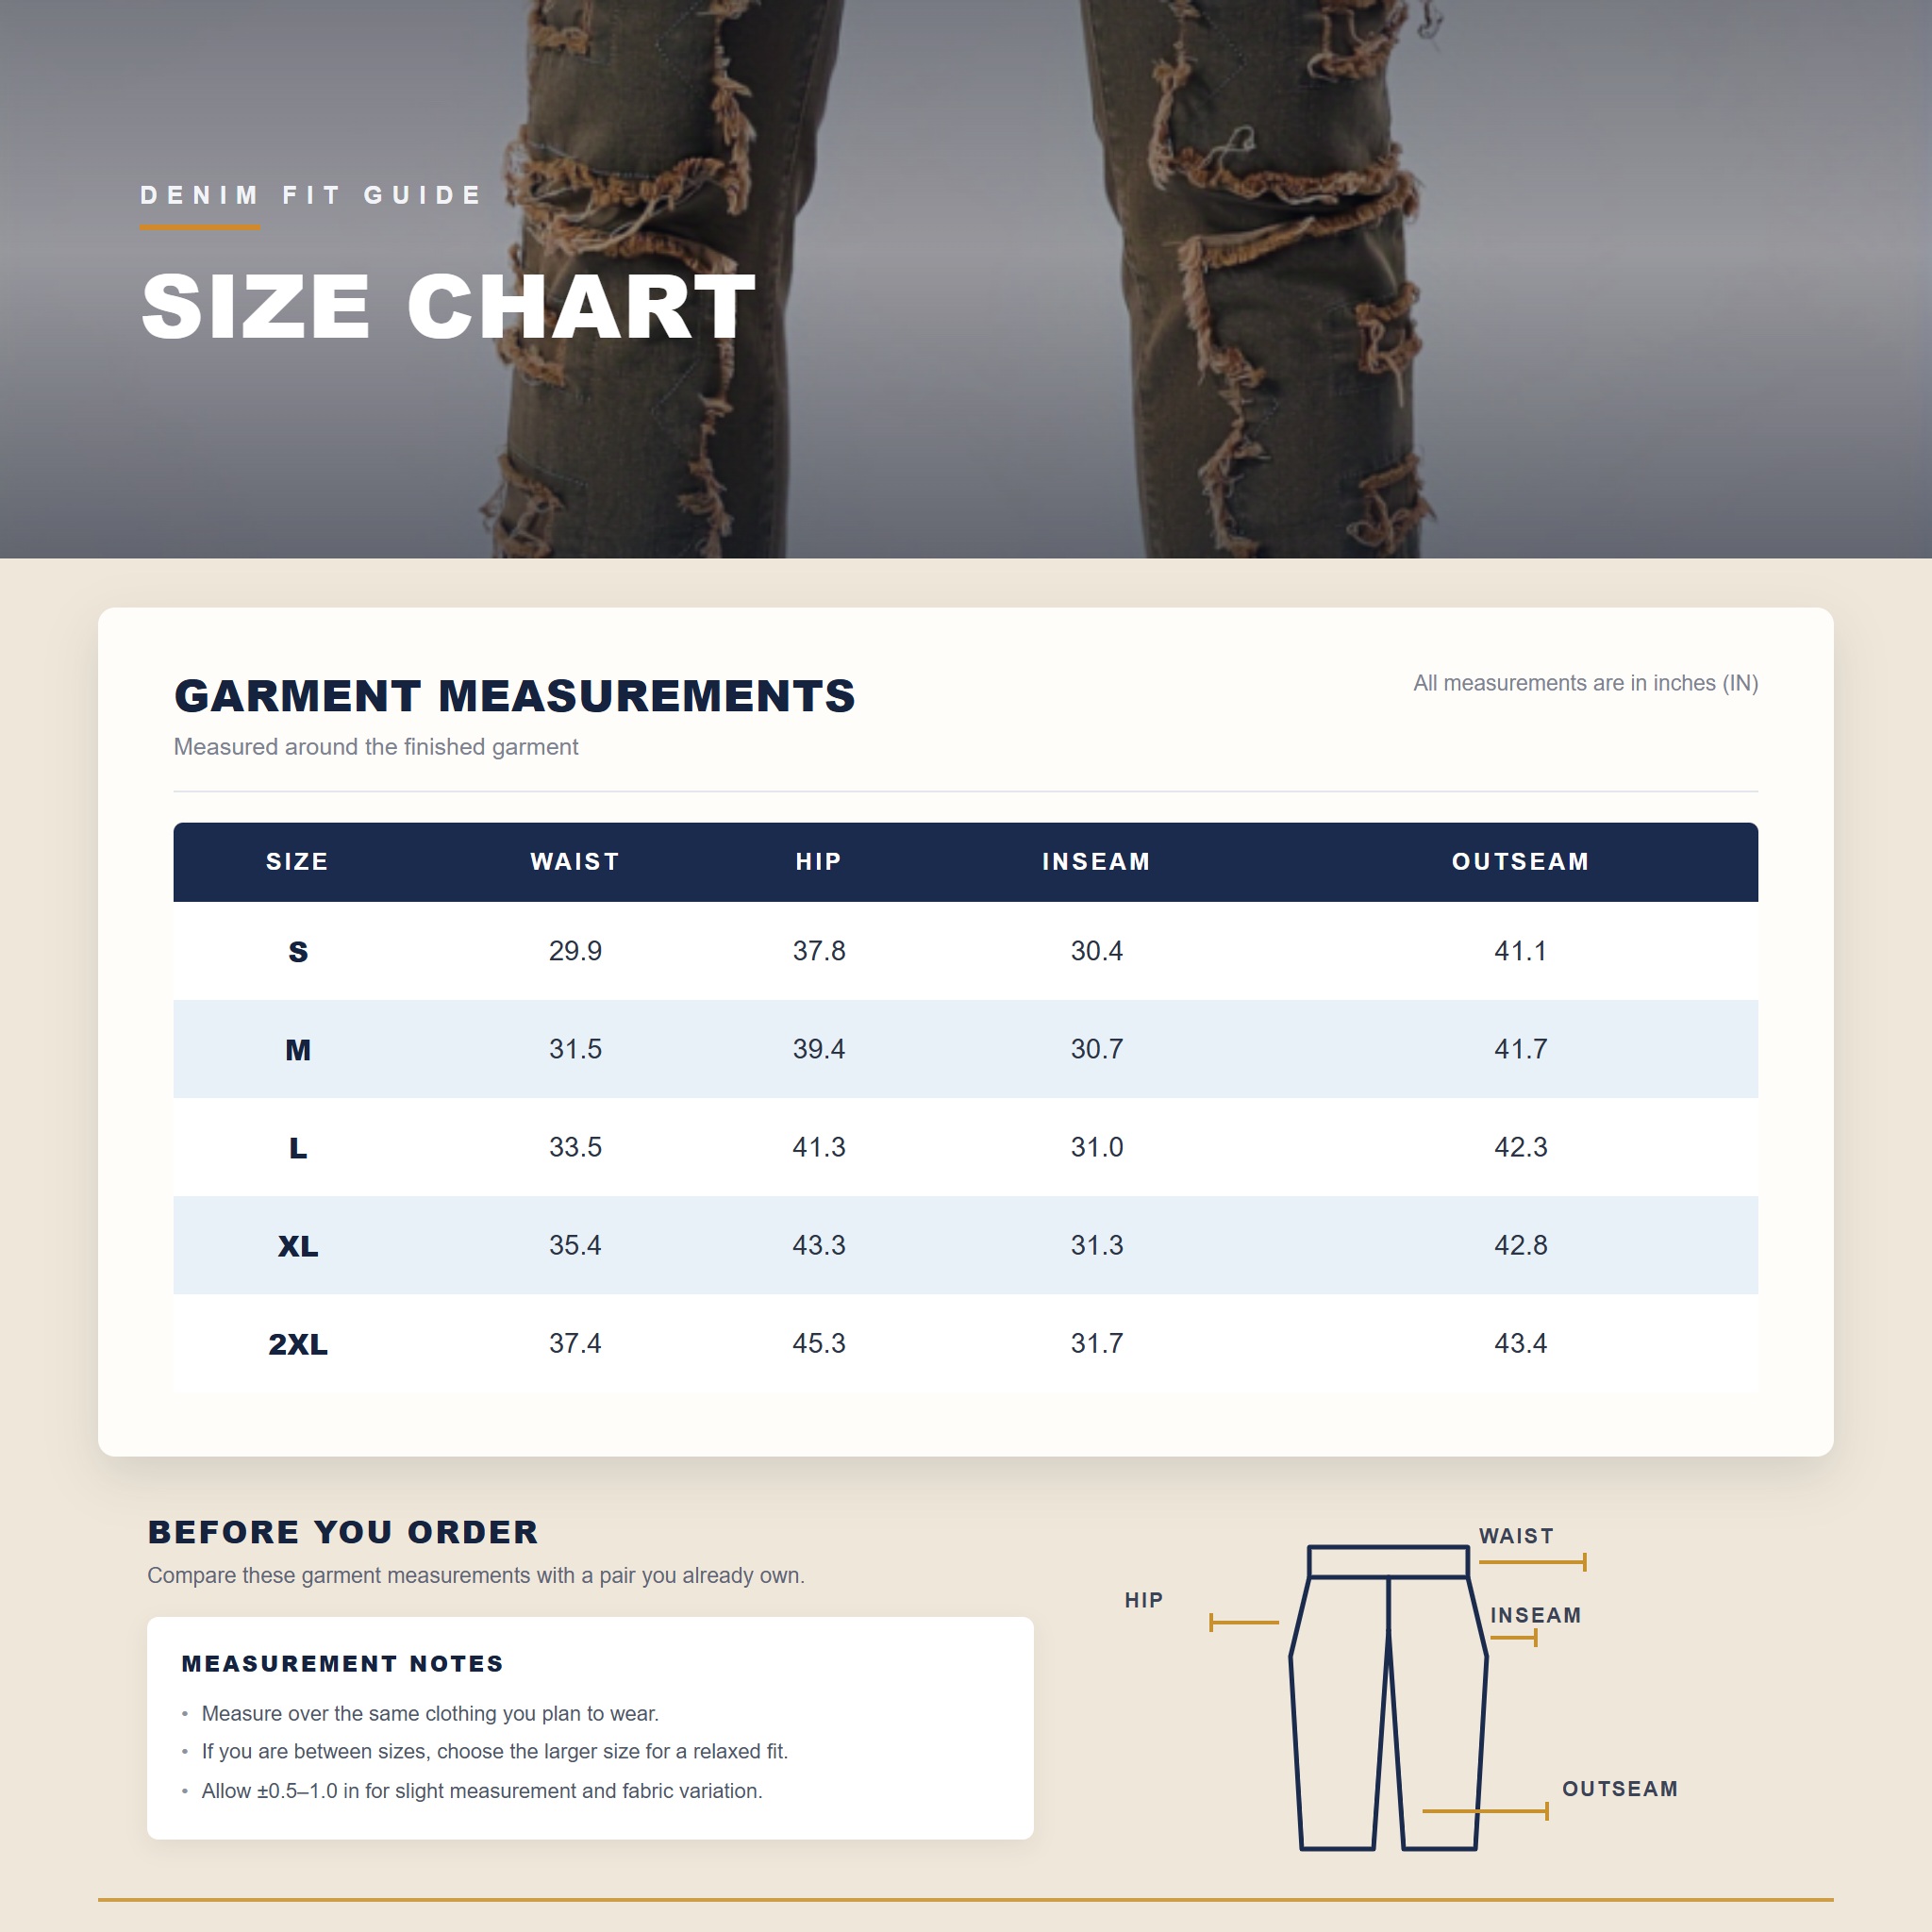 DENIM FIT GUIDE
SIZE CHART
GARMENT MEASUREMENTS
All measurements are in inches (IN)
Measured around the finished garment
SIZE WAIST HIP INSEAM OUTSEAM
S 29.9 37.8 30.4 41.1
M 31.5 39.4 30.7 41.7
L 33.5 41.3 31.0 42.3
XL 35.4 43.3 31.3 42.8
2XL 37.4 45.3 31.7 43.4
BEFORE YOU ORDER
Compare these garment measurements with a pair you already own.
MEASUREMENT NOTES
• Measure over the same clothing you plan to wear.
• If you are between sizes, choose the larger size for a relaxed fit.
• Allow ±0.5–1.0 in for slight measurement and fabric variation.
WAIST
HIP
INSEAM
OUTSEAM